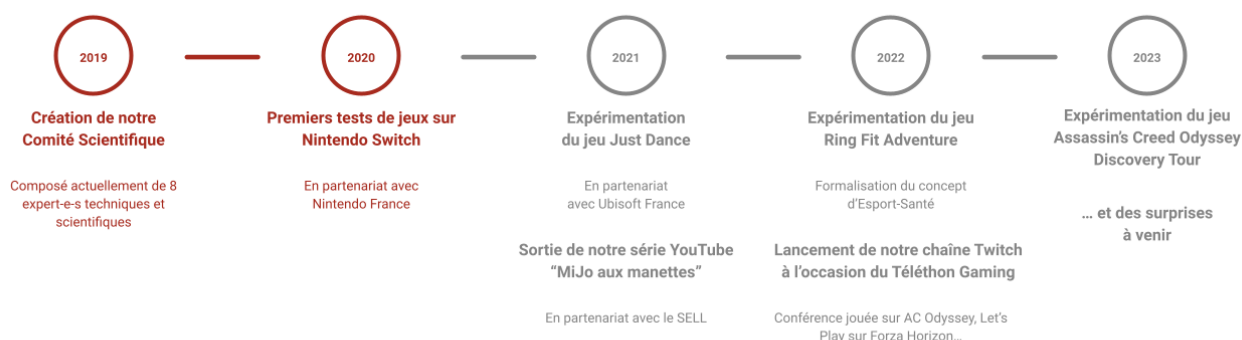 2019
Création de notre
Comité Scientifique
Composé actuellement de 8
expert-e-s techniques et
scientifiques
2020
Premiers tests de jeux sur
Nintendo Switch
En partenariat avec
Nintendo France
2021
Expérimentation
du jeu Just Dance
En partenariat
avec Ubisoft France
Sortie de notre série YouTube
“MiJo aux manettes”
En partenariat avec le SELL
2022
Expérimentation du jeu
Ring Fit Adventure
Formalisation du concept
d’Esport-Santé
Lancement de notre chaîne Twitch
à l’occasion du Téléthon Gaming
Conférence jouée sur AC Odyssey, Let’s
Play sur Forza Horizon…
2023
Expérimentation du jeu
Assassin’s Creed Odyssey
Discovery Tour
… et des surprises
à venir